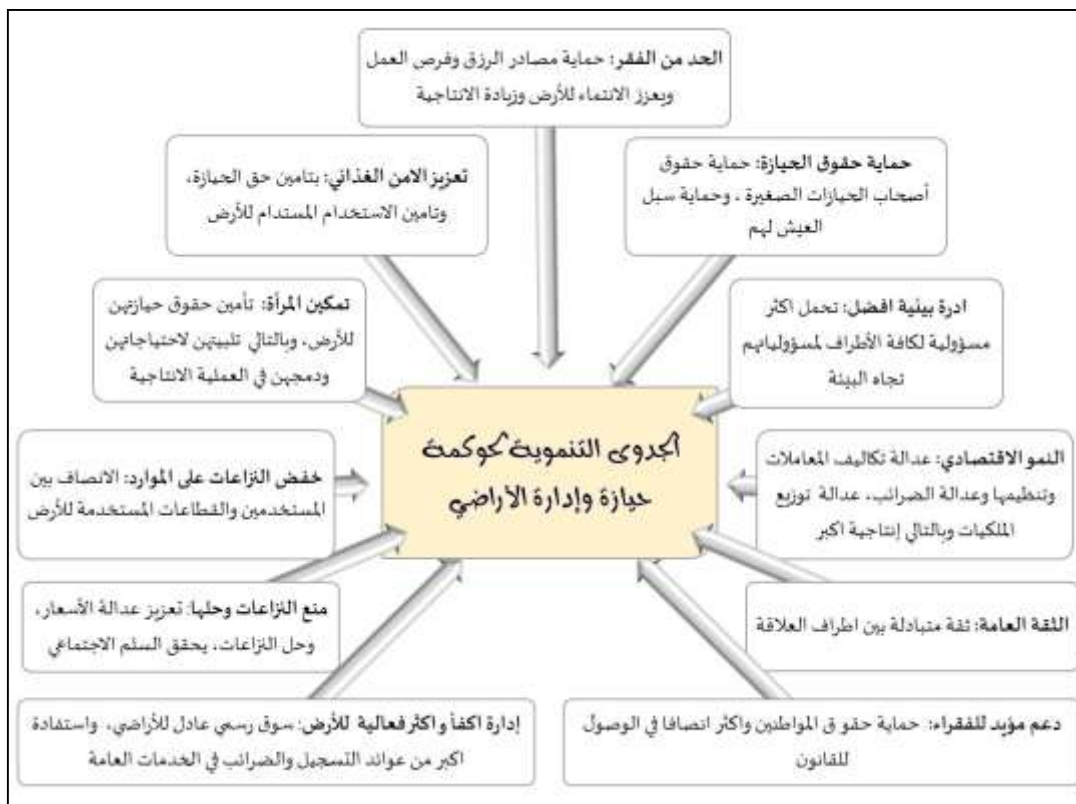 الحد من الفقر: حماية مصادر الرزق وفرص العمل
ويعزز الانتماء للأرض وزيادة الانتاجية
حماية حقوق الحيازة: حماية حقوق
أصحاب الحيازات الصغيرة ، وحماية سبل
العيش لهم
تعزيز الامن الغذائي: بتامين حق الحيازة،
وتامين الاستخدام المستدام للأرض
ادرة بيئية افضل: تحمل اكثر
مسؤولية لكافة الأطراف لمسؤولياتهم
تجاه البيئة
تمكين المرأة: تأمين حقوق حيازتهن
للأرض، وبالتالي تلبيتهن لاحتياجاتهن
ودمجهن في العملية الانتاجية
الجدوى التنموية لحوكمة
حيازة وإدارة الأراضي
النمو الاقتصادي: عدالة تكاليف المعاملات
وتنظيمها وعدالة الضرائب، عدالة توزيع
الملكيات وبالتالي إنتاجية اكبر
خفض النزاعات على الموارد: الانصاف بين
المستخدمين والقطاعات المستخدمة للأرض
الثقة العامة: ثقة متبادلة بين اطراف العلاقة
منع النزاعات وحلها: تعزيز عدالة الأسعار،
وحل النزاعات، يحقق السلم الاجتماعي
دعم مؤيد للفقراء: حماية حقو ق المواطنين واكثر انصافا في الوصول
للقانون
إدارة اكفأ و اكثر فعالية للأرض: سوق رسمي عادل للأراضي، واستفادة
اكبر من عوائد التسجيل والضرائب في الخدمات العامة